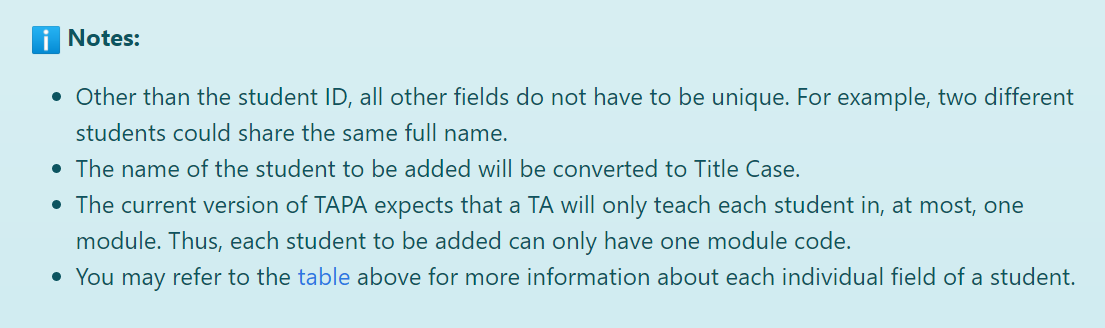 ℹ Notes:
• Other than the student ID, all other fields do not have to be unique. For example, two different
students could share the same full name.
• The name of the student to be added will be converted to Title Case.
• The current version of TAPA expects that a TA will only teach each student in, at most, one
module. Thus, each student to be added can only have one module code.
• You may refer to the table above for more information about each individual field of a student.